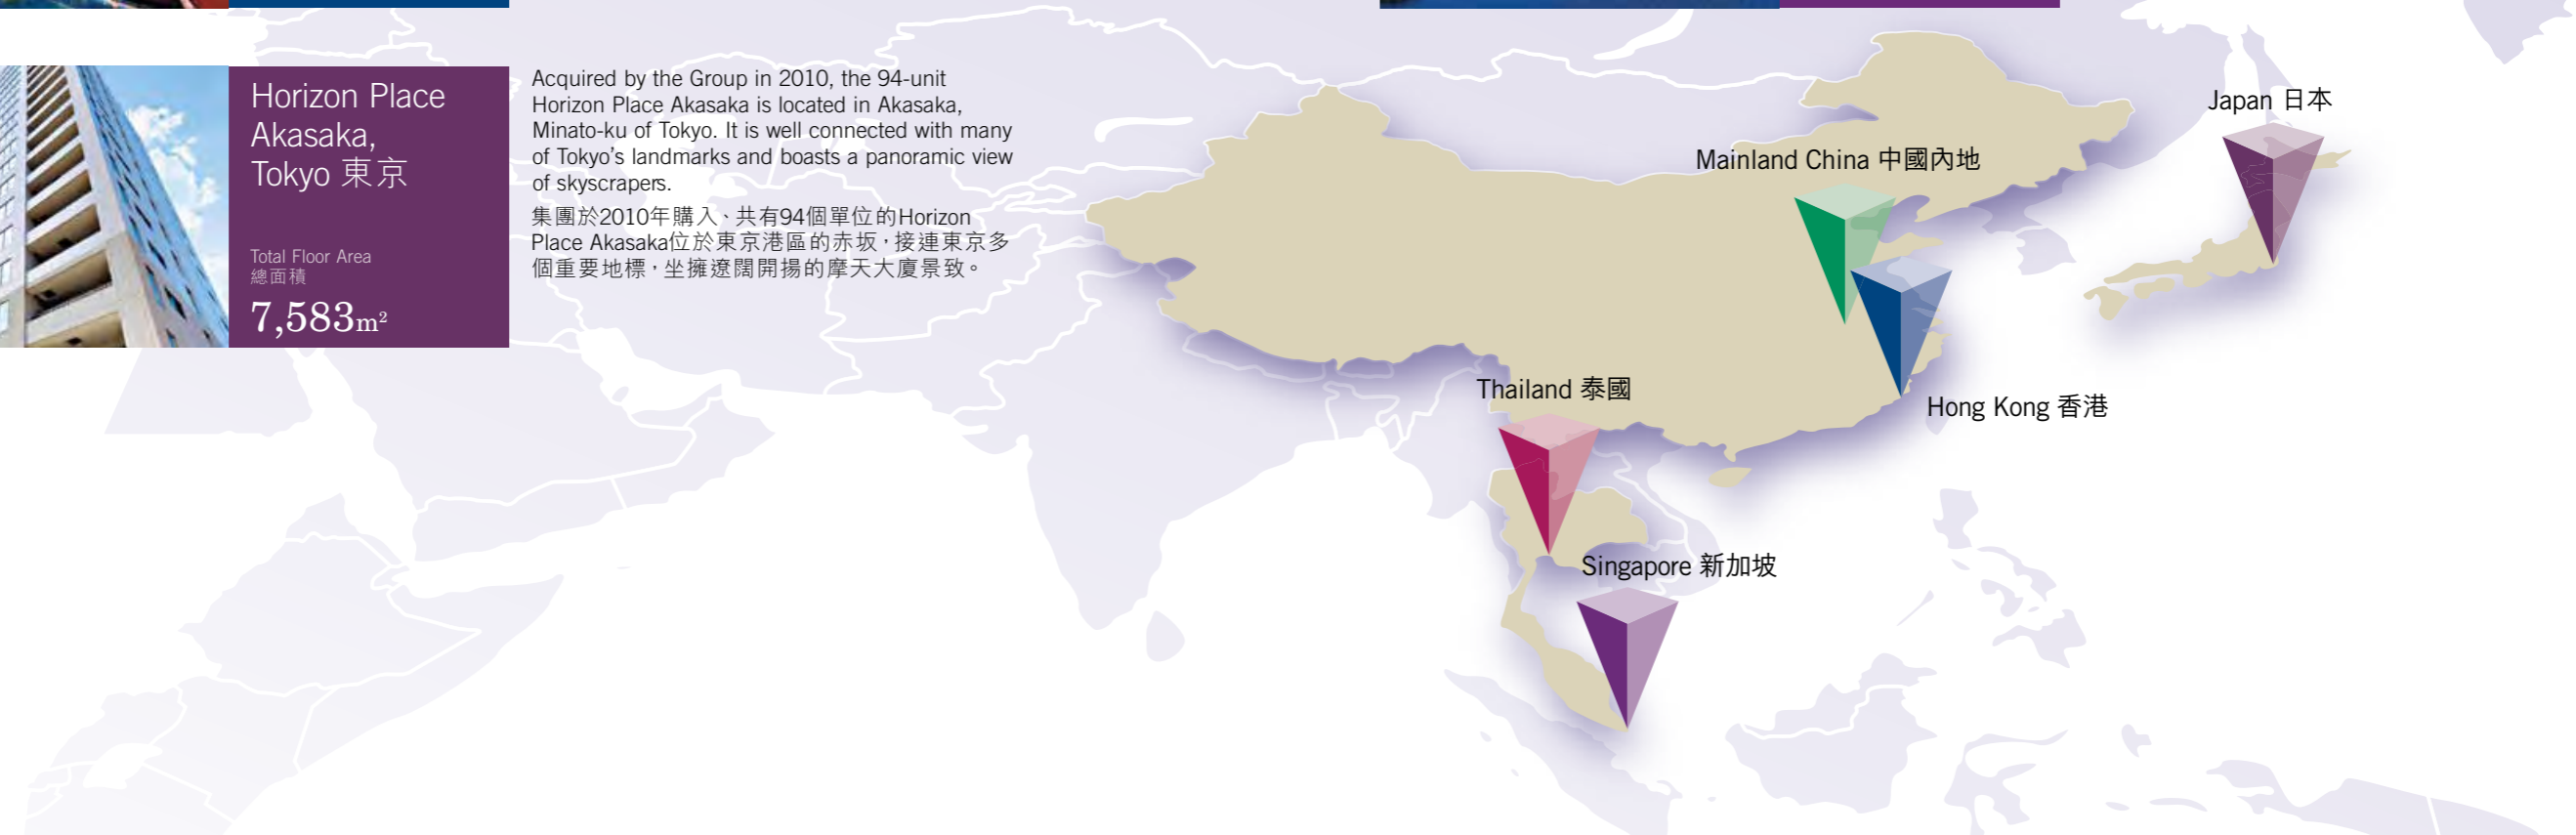 Horizon Place
Akasaka,
Tokyo 東京
Total Floor Area
總面積
7,583m²
Acquired by the Group in 2010, the 94-unit
Horizon Place Akasaka is located in Akasaka,
Minato-ku of Tokyo. It is well connected with many
of Tokyo's landmarks and boasts a panoramic view
of skyscrapers.
集團於2010年購入、共有94個單位的Horizon
Place Akasaka位於東京港區的赤坂，接連東京多
個重要地標，坐擁遼闊開揚的摩天大廈景致。
Japan 日本
Mainland China 中國內地
Thailand 泰國
Hong Kong 香港
Singapore 新加坡